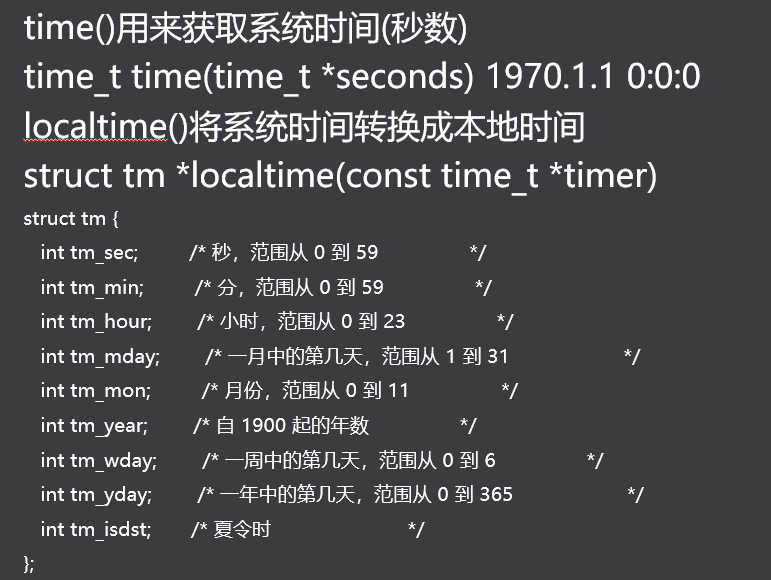 time()用来获取系统时间(秒数)
time_t time(time_t *seconds) 1970.1.1 0:0:0
localtime()将系统时间转换成本地时间
struct tm *localtime(const time_t *timer)
struct tm {
int tm_sec; /* 秒，范围从 0 到 59 */
int tm_min; /* 分，范围从 0 到 59 */
int tm_hour; /* 小时，范围从 0 到 23 */
int tm_mday; /* 一月中的第几天，范围从 1 到 31 */
int tm_mon; /* 月份，范围从 0 到 11 */
int tm_year; /* 自 1900 起的年数 */
int tm_wday; /* 一周中的第几天，范围从 0 到 6 */
int tm_yday; /* 一年中的第几天，范围从 0 到 365 */
int tm_isdst; /* 夏令时 */
};